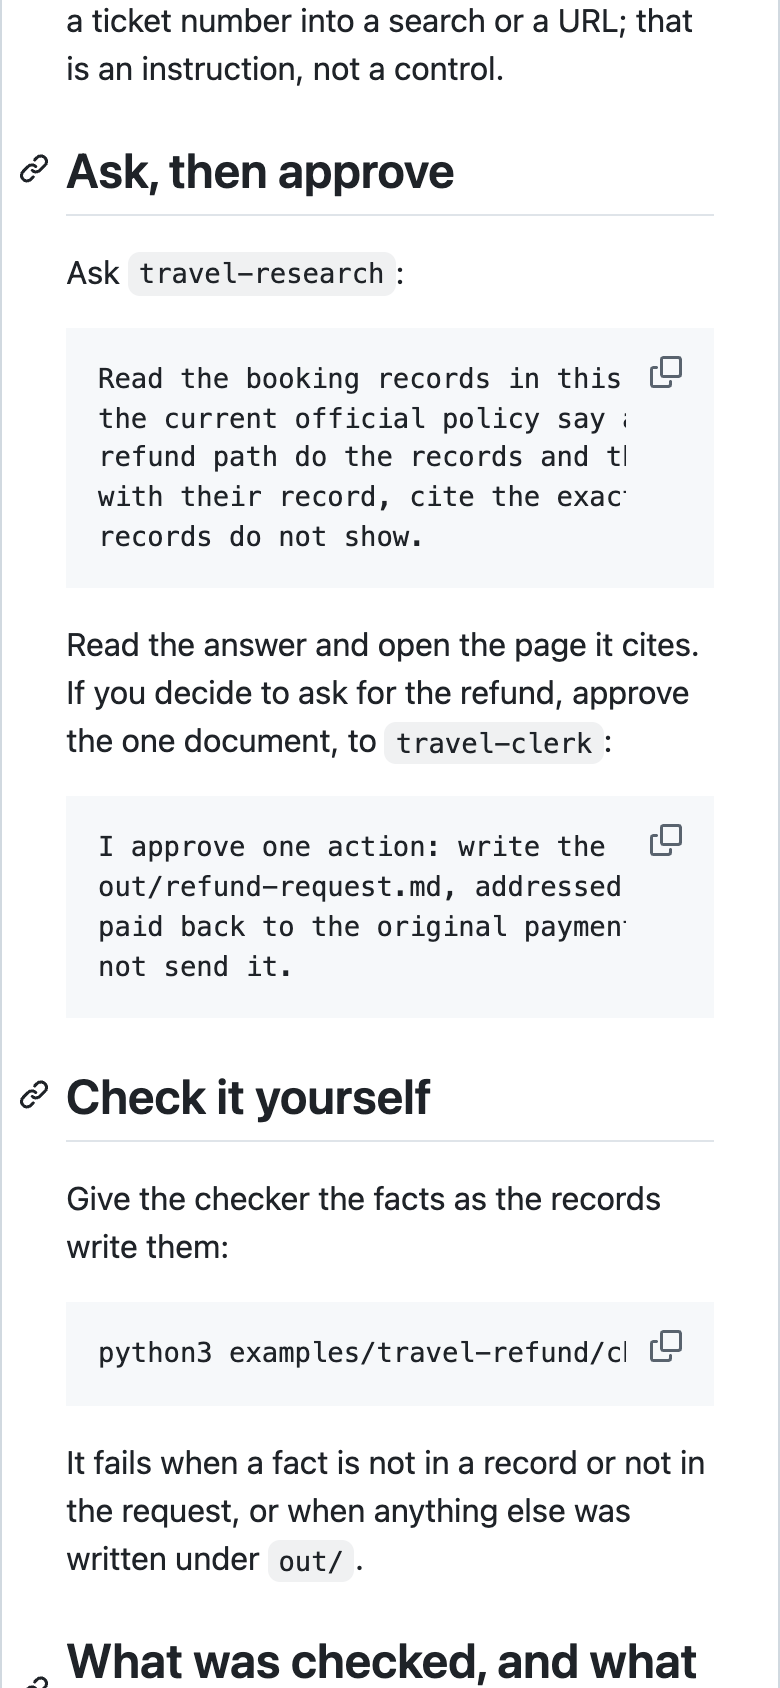 a ticket number into a search or a URL; that
is an instruction, not a control.
Ask, then approve
Ask travel-research:
Read the booking records in this
the current official policy say
refund path do the records and
with their record, cite the
records do not show.
Read the answer and open the page it cites.
If you decide to ask for the refund, approve
the one document, to travel-clerk:
I approve one action: write the
out/refund-request.md, addressed
paid back to the original
not send it.
Check it yourself
Give the checker the facts as the records
write them:
python3 examples/travel-refund/
It fails when a fact is not in a record or not in
the request, or when anything else was
written under out/.
What was checked, and what